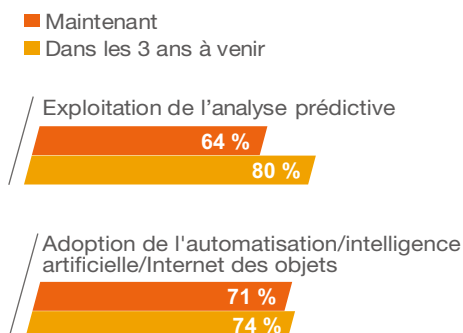 Maintenant
Dans les 3 ans à venir
Exploitation de l’analyse prédictive
64 %
80 %
Adoption de l'automatisation/intelligence
artificielle/Internet des objets
71 %
74 %